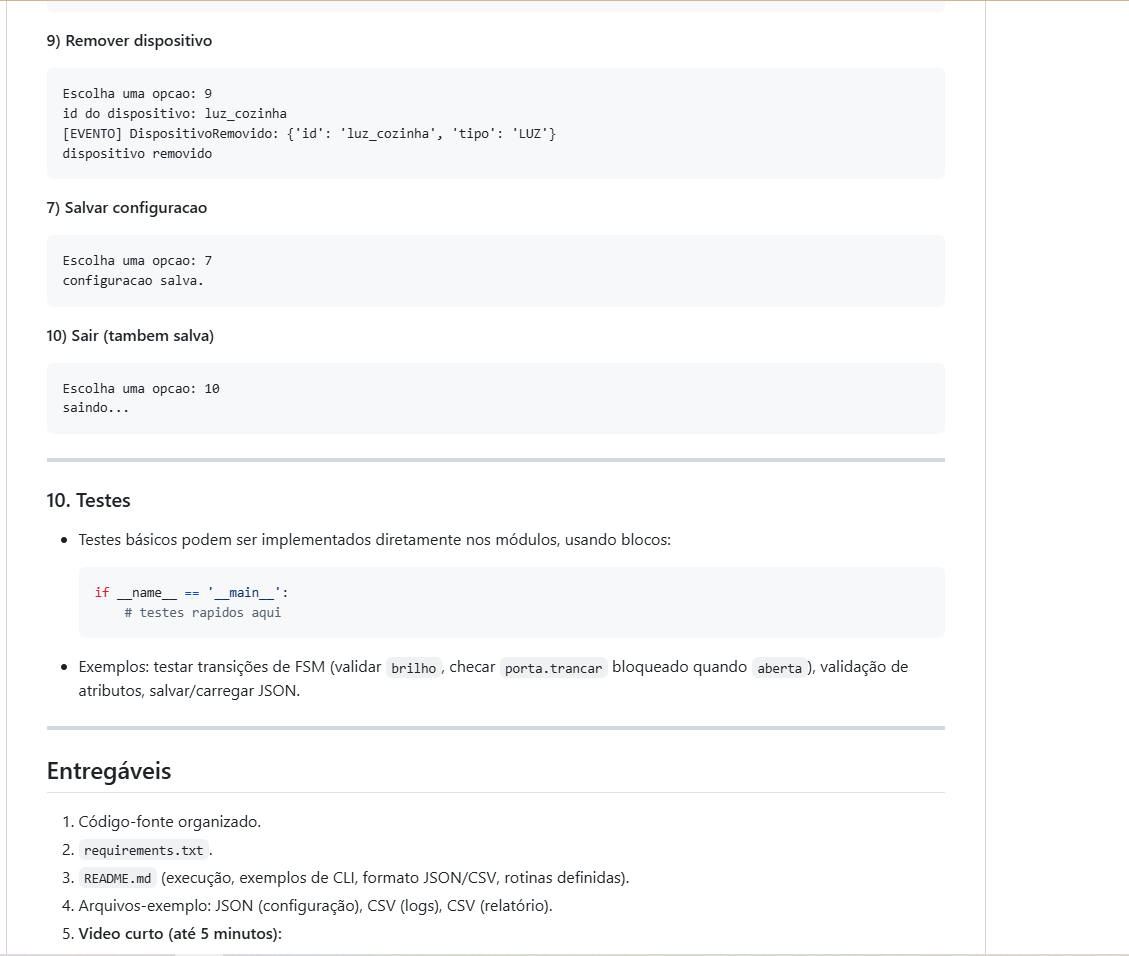 9) Remover dispositivo
Escolha uma opcao: 9
id do dispositivo: luz_cozinha
[EVENTO] DispositivoRemovido: {'id': 'luz_cozinha', 'tipo': 'LUZ'}
dispositivo removido
7) Salvar configuracao
Escolha uma opcao: 7
configuracao salva.
10) Sair (tambem salva)
Escolha uma opcao: 10
saindo...
10. Testes
• Testes básicos podem ser implementados diretamente nos módulos, usando blocos:
if __name__ == '__main__':
    # testes rapidos aqui
• Exemplos: testar transições de FSM (validar brilho, checar porta.trancar bloqueado quando aberta), validação de
atributos, salvar/carregar JSON.
Entregáveis
1. Código-fonte organizado.
2. requirements.txt.
3. README.md (execução, exemplos de CLI, formato JSON/CSV, rotinas definidas).
4. Arquivos-exemplo: JSON (configuração), CSV (logs), CSV (relatório).
5. Video curto (até 5 minutos):